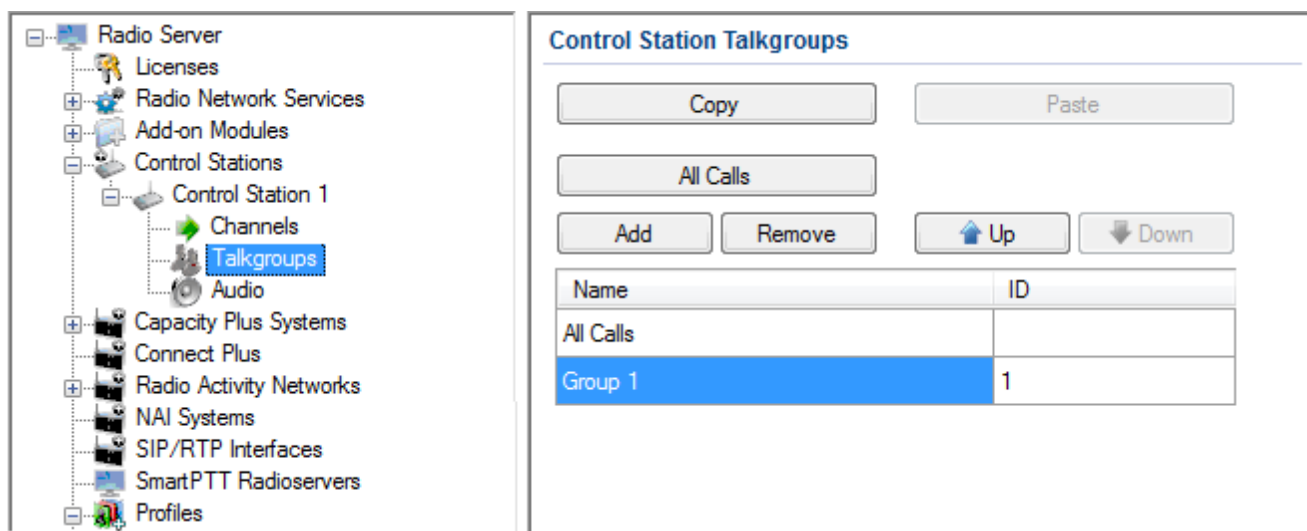 Radio Server
Licenses
Radio Network Services
Add-on Modules
Control Stations
Control Station 1
Channels
Talkgroups
Audio
Capacity Plus Systems
Connect Plus
Radio Activity Networks
NAI Systems
SIP/RTP Interfaces
SmartPTT Radioservers
Profiles
Control Station Talkgroups
Copy Paste
All Calls
Add Remove Up Down
Name ID
All Calls
Group 1 1